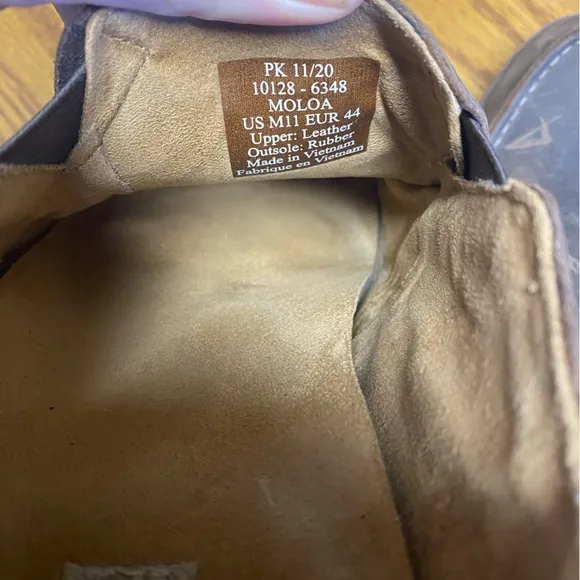 PK 11/20
10128 - 6348
MOLOA
US M11 EUR 44
Upper: Leather
Outsole: Rubber
Made in Vietnam
Fabrique en Vietnam